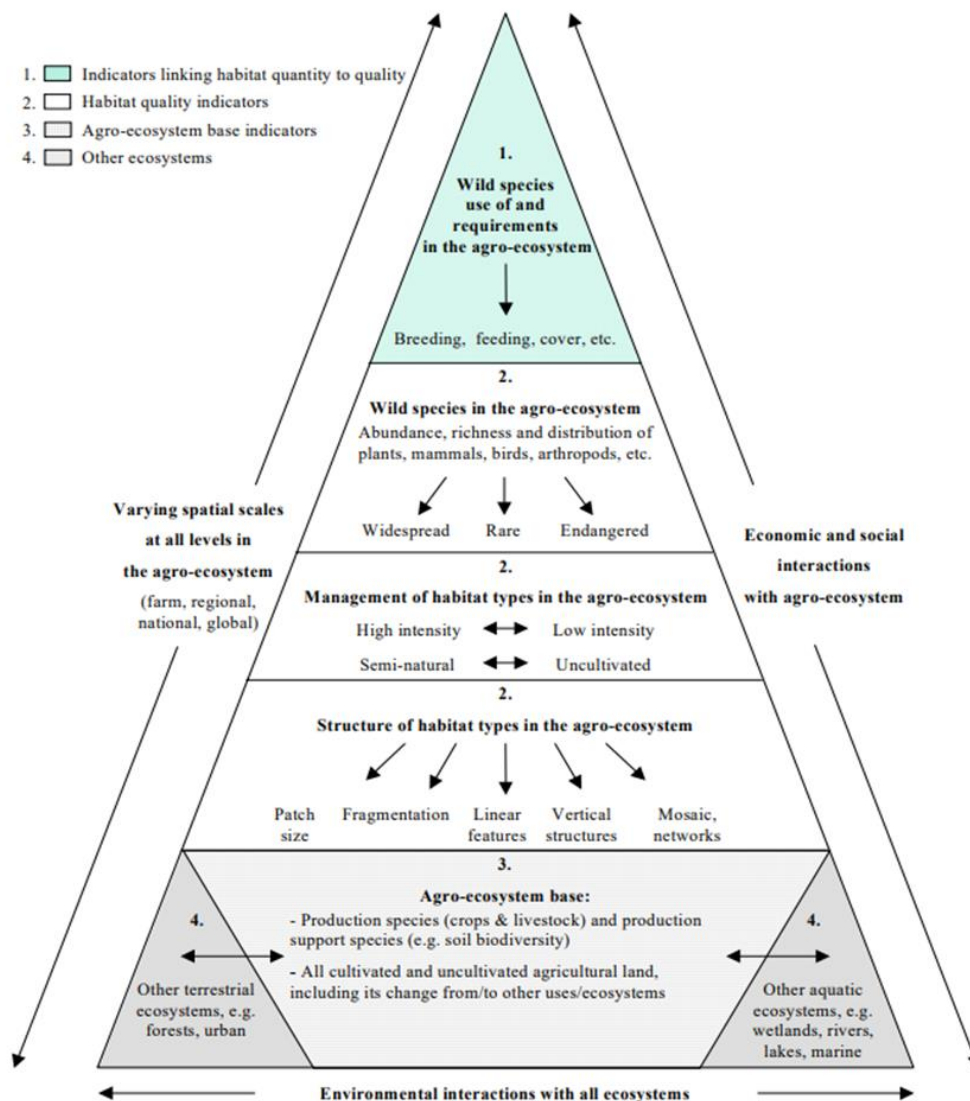 1. Indicators linking habitat quantity to quality
2. Habitat quality indicators
3. Agro-ecosystem base indicators
4. Other ecosystems
1.
Wild species
use of and
requirements
in the agro-ecosystem
Breeding, feeding, cover, etc.
2.
Wild species in the agro-ecosystem
Abundance, richness and distribution of
plants, mammals, birds, arthropods, etc.
Widespread Rare Endangered
Varying spatial scales
at all levels in
the agro-ecosystem
(farm, regional,
national, global)
Economic and social
interactions
with agro-ecosystem
2.
Management of habitat types in the agro-ecosystem
High intensity Low intensity
Semi-natural Uncultivated
2.
Structure of habitat types in the agro-ecosystem
Patch
size
Fragmentation
Linear
features
Vertical
structures
Mosaic,
networks
3.
Agro-ecosystem base:
- Production species (crops & livestock) and production
support species (e.g. soil biodiversity)
- All cultivated and uncultivated agricultural land,
including its change from/to other uses/ecosystems
4.
Other terrestrial
ecosystems, e.g.
forests, urban
4.
Other aquatic
ecosystems, e.g.
wetlands, rivers,
lakes, marine
Environmental interactions with all ecosystems